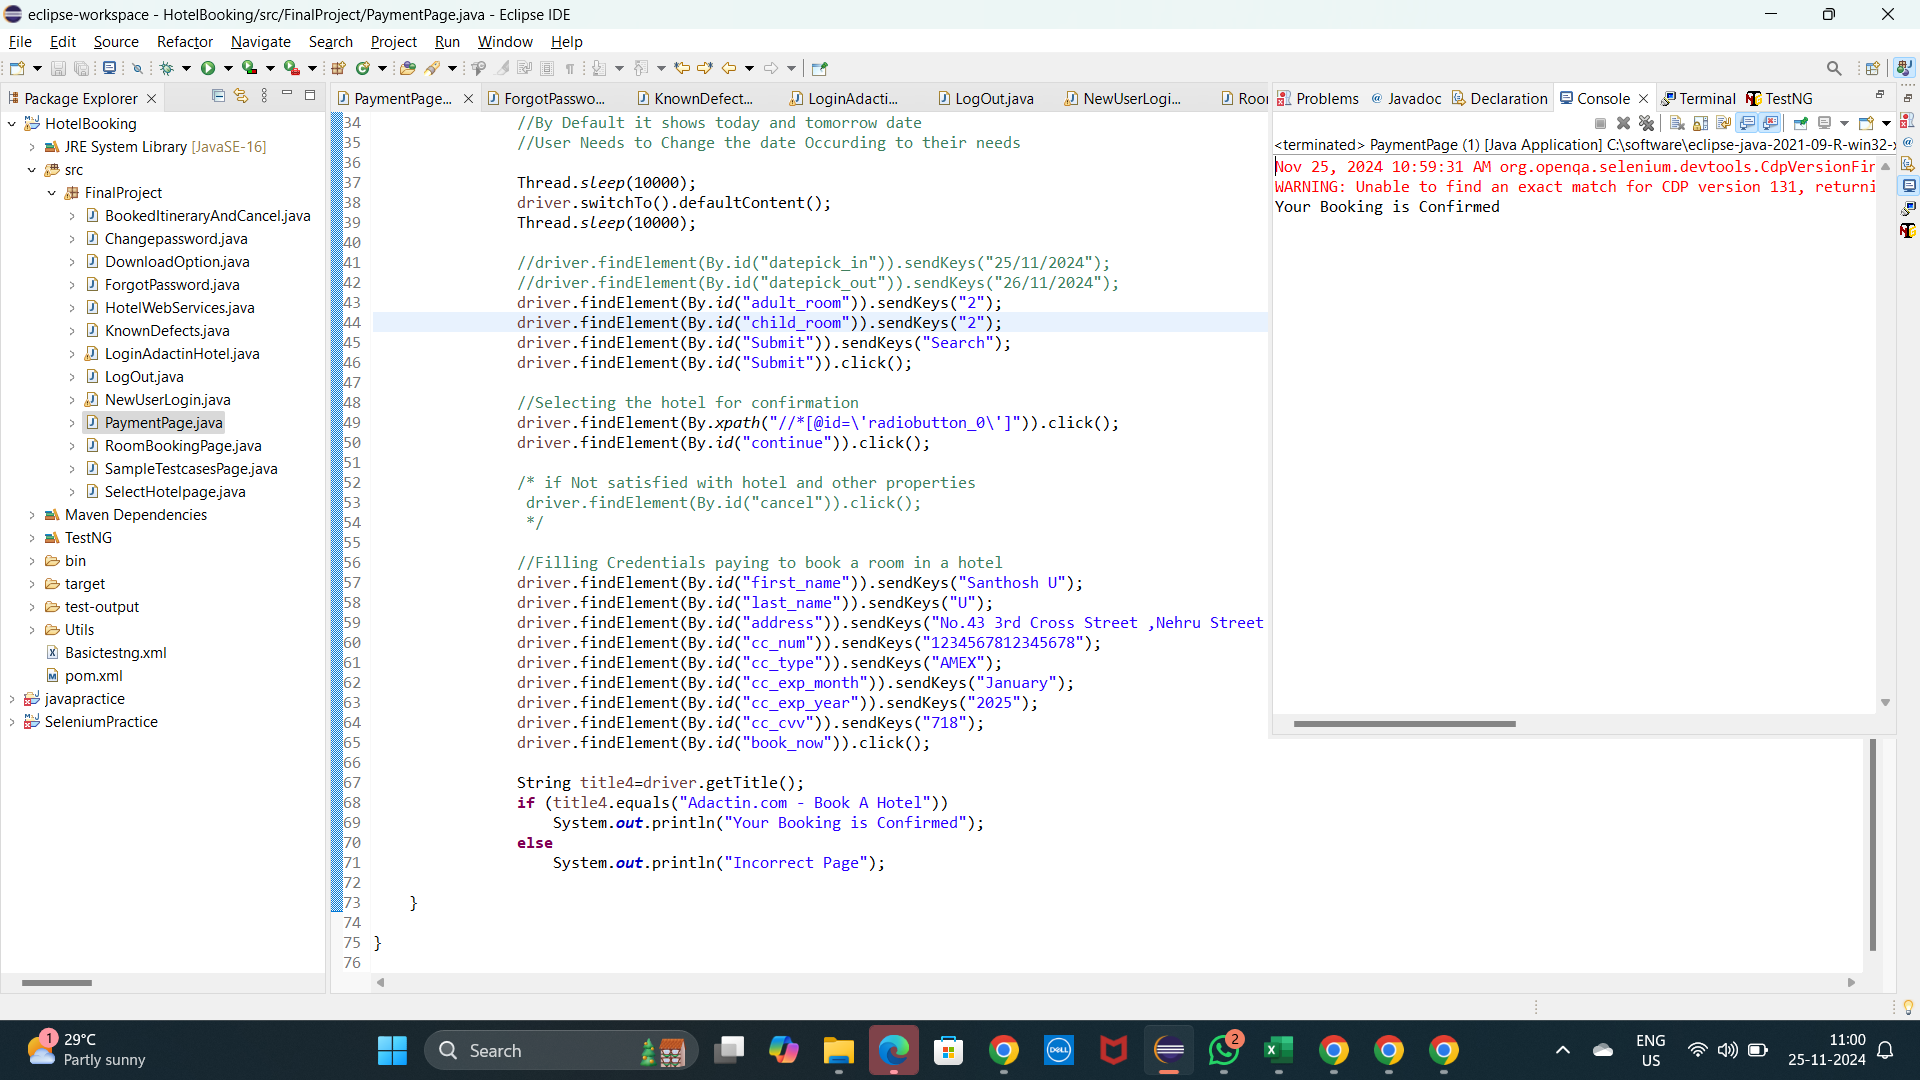 eclipse-workspace - HotelBooking/src/FinalProject/PaymentPage.java - Eclipse IDE
File Edit Source Refactor Navigate Search Project Run Window Help
Package Explorer
HotelBooking
JRE System Library [JavaSE-16]
src
FinalProject
BookedItineraryAndCancel.java
Changepassword.java
DownloadOption.java
ForgotPassword.java
HotelWebServices.java
KnownDefects.java
LoginAdactinHotel.java
LogOut.java
NewUserLogin.java
PaymentPage.java
RoomBookingPage.java
SampleTestcasesPage.java
SelectHotelpage.java
Maven Dependencies
TestNG
bin
target
test-output
Utils
Basictestng.xml
pom.xml
javapractice
SeleniumPractice
PaymentPage... ForgotPasswo... KnownDefect... LoginAdacti... LogOut.java NewUserLogi... Roo
34 //By Default it shows today and tomorrow date
35 //User Needs to Change the date Occurding to their needs
36
37 Thread.sleep(10000);
38 driver.switchTo().defaultContent();
39 Thread.sleep(10000);
40
41 //driver.findElement(By.id("datepick_in")).sendKeys("25/11/2024");
42 //driver.findElement(By.id("datepick_out")).sendKeys("26/11/2024");
43 driver.findElement(By.id("adult_room")).sendKeys("2");
44 driver.findElement(By.id("child_room")).sendKeys("2");
45 driver.findElement(By.id("Submit")).sendKeys("Search");
46 driver.findElement(By.id("Submit")).click();
47
48 //Selecting the hotel for confirmation
49 driver.findElement(By.xpath("//*[@id=\'radiobutton_0\']")).click();
50 driver.findElement(By.id("continue")).click();
51
52 /* if Not satisfied with hotel and other properties
53 driver.findElement(By.id("cancel")).click();
54 */
55
56 //Filling Credentials paying to book a room in a hotel
57 driver.findElement(By.id("first_name")).sendKeys("Santhosh U");
58 driver.findElement(By.id("last_name")).sendKeys("U");
59 driver.findElement(By.id("address")).sendKeys("No.43 3rd Cross Street ,Nehru Street
60 driver.findElement(By.id("cc_num")).sendKeys("1234567812345678");
61 driver.findElement(By.id("cc_type")).sendKeys("AMEX");
62 driver.findElement(By.id("cc_exp_month")).sendKeys("January");
63 driver.findElement(By.id("cc_exp_year")).sendKeys("2025");
64 driver.findElement(By.id("cc_cvv")).sendKeys("718");
65 driver.findElement(By.id("book_now")).click();
66
67 String title4=driver.getTitle();
68 if (title4.equals("Adactin.com - Book A Hotel"))
69 System.out.println("Your Booking is Confirmed");
70 else
71 System.out.println("Incorrect Page");
72
73 }
74
75 }
76
Problems @ Javadoc Declaration Console Terminal TestNG
<terminated> PaymentPage (1) [Java Application] C:\software\eclipse-java-2021-09-R-win32-x
Nov 25, 2024 10:59:31 AM org.openqa.selenium.devtools.CdpVersionFin
WARNING: Unable to find an exact match for CDP version 131, returni
Your Booking is Confirmed
1
29°C
Partly sunny
Search
DELL
2
ENG
US
11:00
25-11-2024